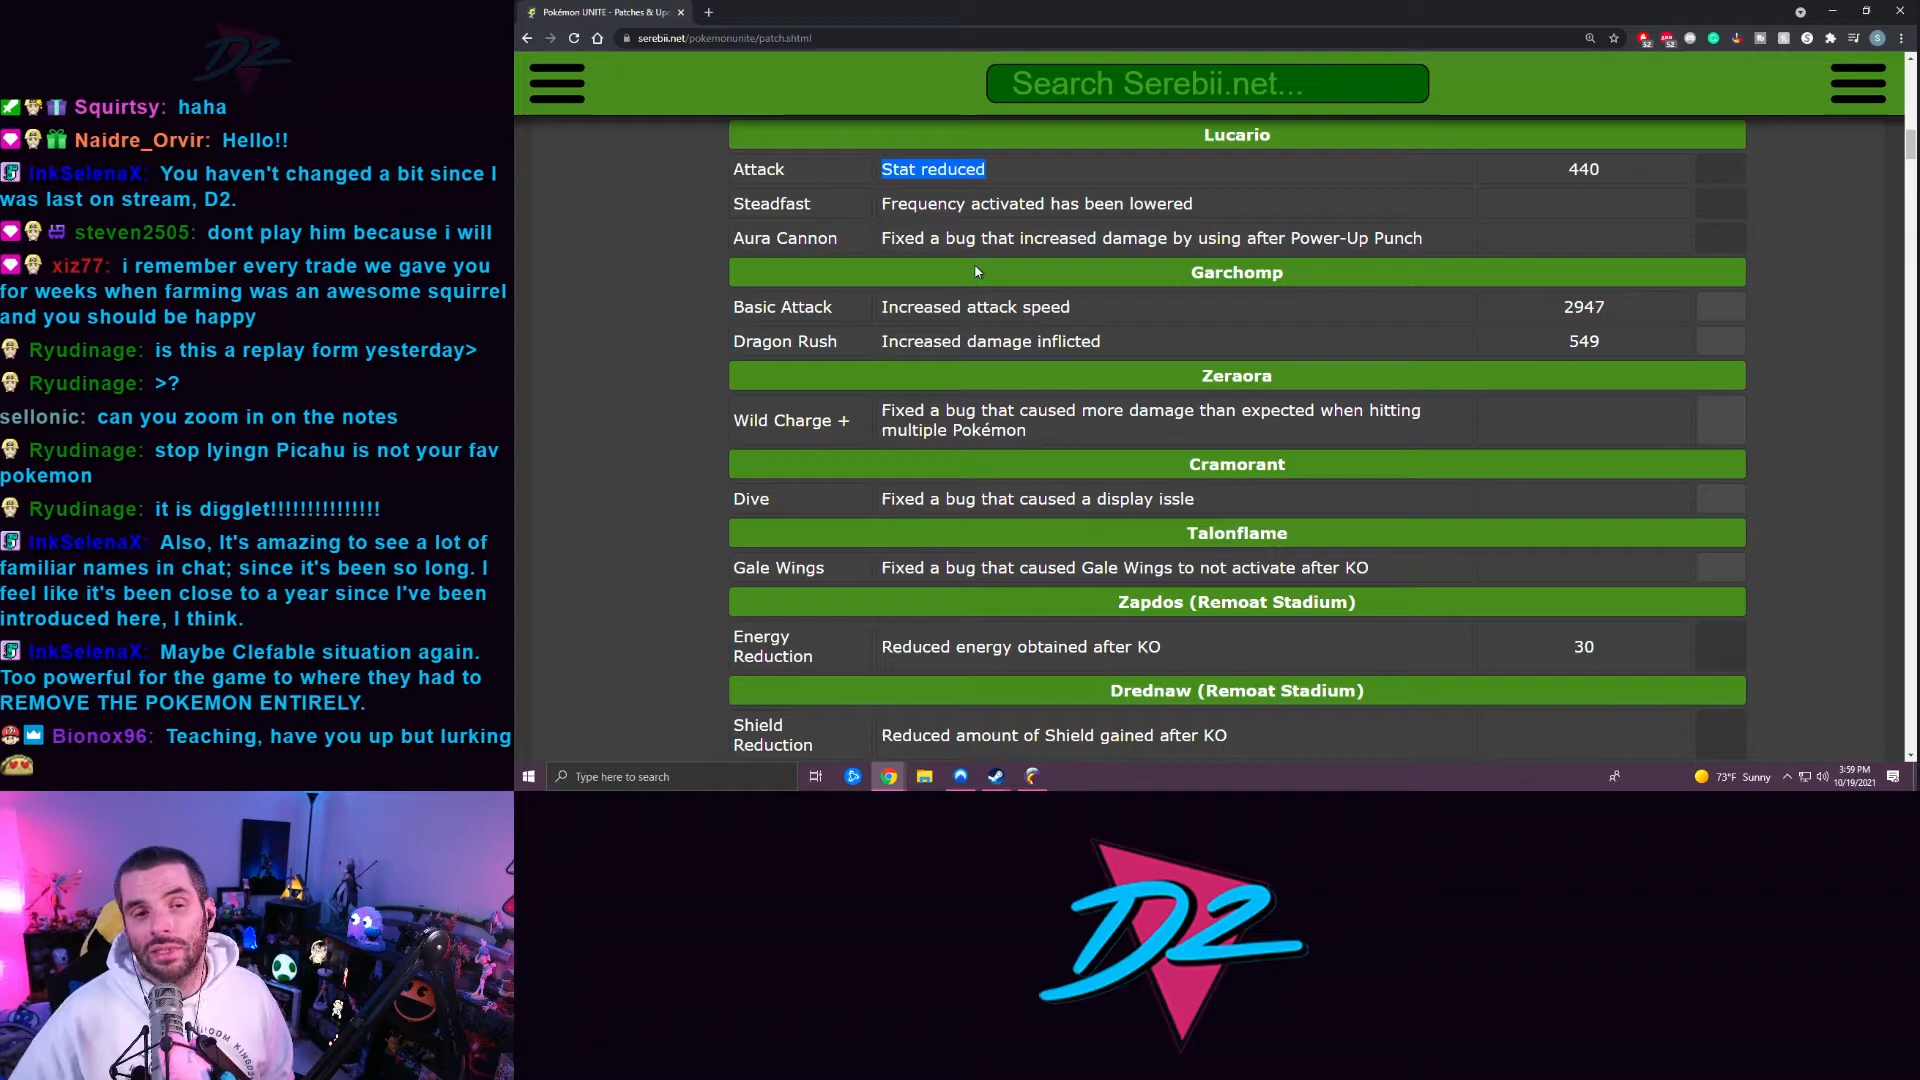 D2
Squirtsy: haha
Naidre_Orvir: Hello!!
InkSelenaX: You haven't changed a bit since I
was last on stream, D2.
steven2505: dont play him because i will
xiz77: i remember every trade we gave you
for weeks when farming was an awesome squirrel
and you should be happy
Ryudinage: is this a replay form yesterday>
Ryudinage: >?
sellonic: can you zoom in on the notes
Ryudinage: stop lyingn Picahu is not your fav
pokemon
Ryudinage: it is digglet!!!!!!!!!!!!!!!
InkSelenaX: Also, It's amazing to see a lot of
familiar names in chat; since it's been so long. I
feel like it's been close to a year since I've been
introduced here, I think.
InkSelenaX: Maybe Clefable situation again.
Too powerful for the game to where they had to
REMOVE THE POKEMON ENTIRELY.
Bionox96: Teaching, have you up but lurking
Pokémon UNITE - Patches & Up
serebii.net/pokemonunite/patch.shtml
52
52
Search Serebii.net...
Lucario
Attack Stat reduced 440
Steadfast Frequency activated has been lowered
Aura Cannon Fixed a bug that increased damage by using after Power-Up Punch
Garchomp
Basic Attack Increased attack speed 2947
Dragon Rush Increased damage inflicted 549
Zeraora
Wild Charge + Fixed a bug that caused more damage than expected when hitting
multiple Pokémon
Cramorant
Dive Fixed a bug that caused a display issle
Talonflame
Gale Wings Fixed a bug that caused Gale Wings to not activate after KO
Zapdos (Remoat Stadium)
Energy
Reduction Reduced energy obtained after KO 30
Drednaw (Remoat Stadium)
Shield
Reduction Reduced amount of Shield gained after KO
Type here to search
73°F Sunny
3:59 PM
10/19/2021
D2